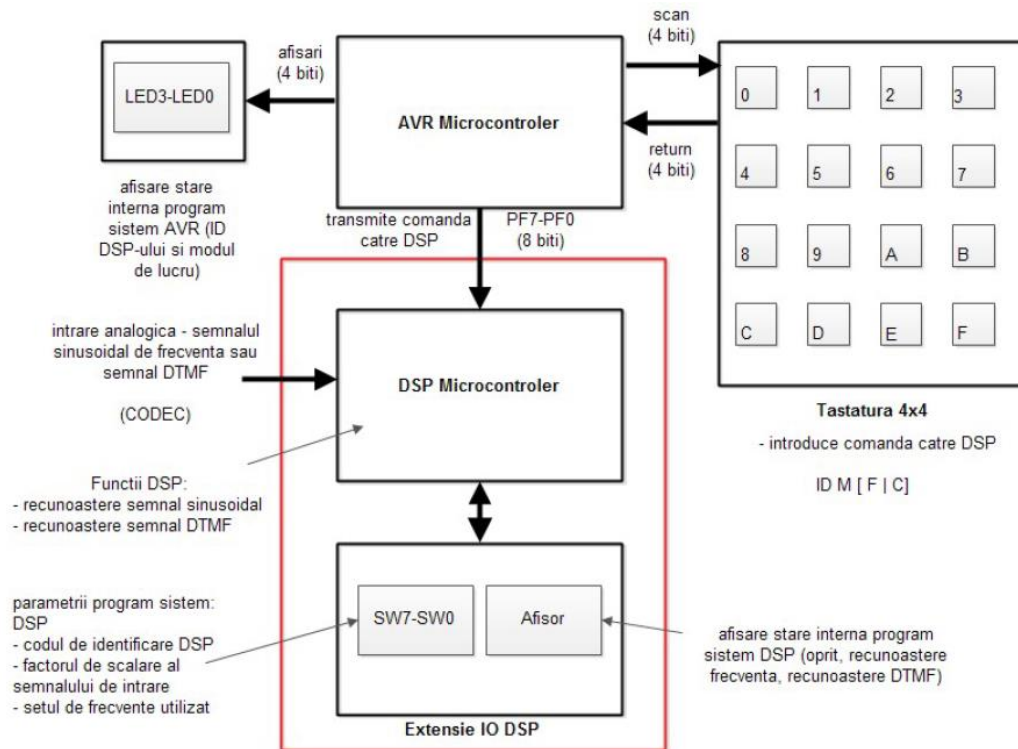 scan
(4 biti)
afisari
(4 biti)
LED3-LED0
AVR Microcontroler
0 1 2 3
return
(4 biti)
4 5 6 7
afisare stare
interna program
sistem AVR (ID
DSP-ului si modul
de lucru)
transmite comanda
catre DSP
PF7-PF0
(8 biti)
8 9 A B
C D E F
intrare analogica - semnalul
sinusoidal de frecventa sau
semnal DTMF
(CODEC)
DSP Microcontroler
Tastatura 4x4
- introduce comanda catre DSP
ID M [ F | C]
Functii DSP:
- recunoastere semnal sinusoidal
- recunoastere semnal DTMF
parametrii program sistem:
DSP
- codul de identificare DSP
- factorul de scalare al
semnalului de intrare
- setul de frecvente utilizat
SW7-SW0
Afisor
afisare stare interna program
sistem DSP (oprit, recunoastere
frecventa, recunoastere DTMF)
Extensie IO DSP